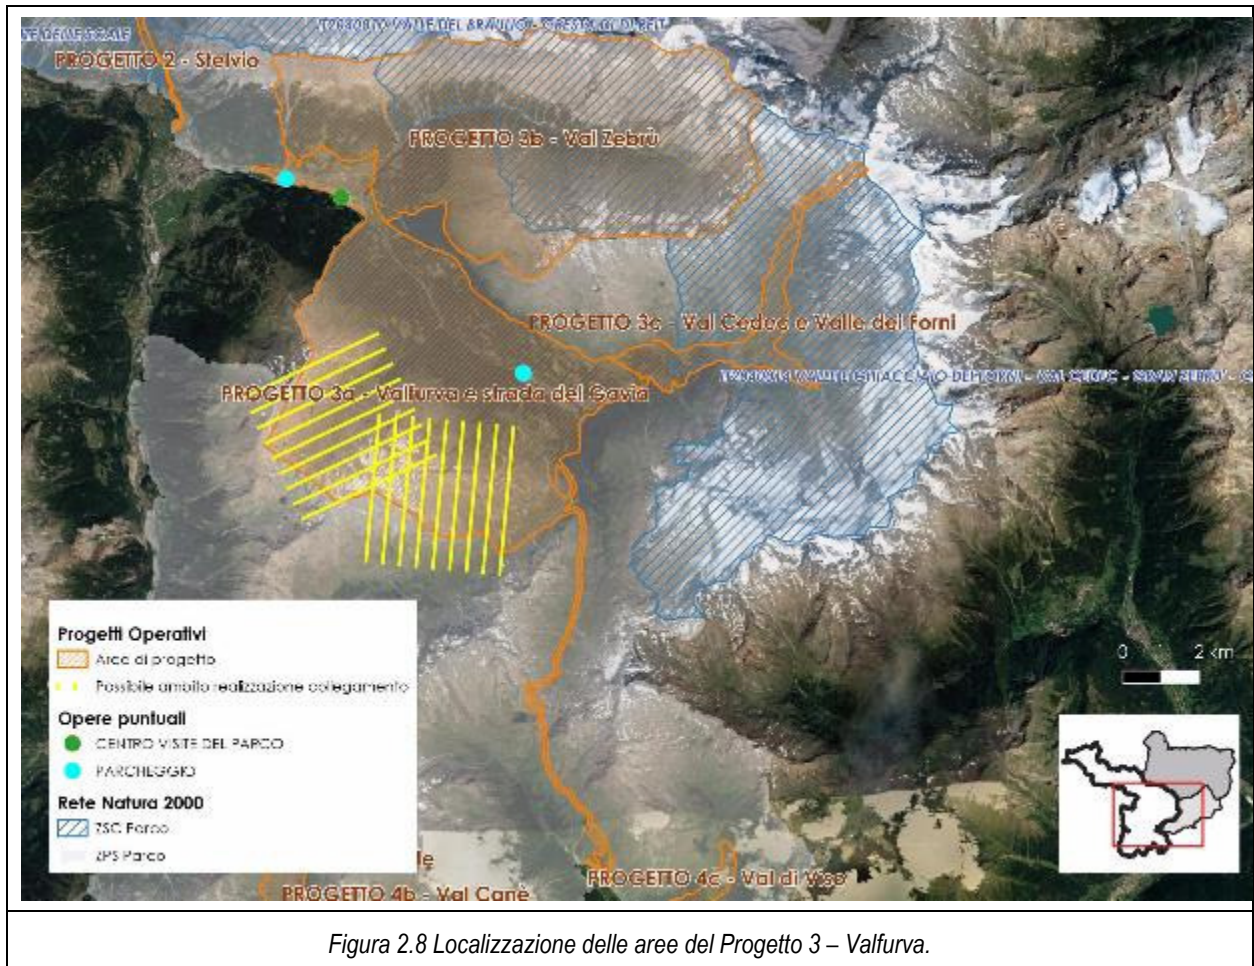 PROGETTO 2 - Stelvio
PROGETTO 3b - Val Zebrù
PROGETTO 3c - Val Cedec e Valle dei Forni
PROGETTO 3a - Valfurva e strada del Gavia
Progetti Operativi
Area di progetto
Possibile ambito realizzazione collegamento
Opere puntuali
CENTRO VISITE DEL PARCO
PARCHEGGIO
Rete Natura 2000
ZSC Parco
ZPS Parco
0 2 km
PROGETTO 4b - Val Canè
PROGETTO 4c - Val di Viso
Figura 2.8 Localizzazione delle aree del Progetto 3 – Valfurva.